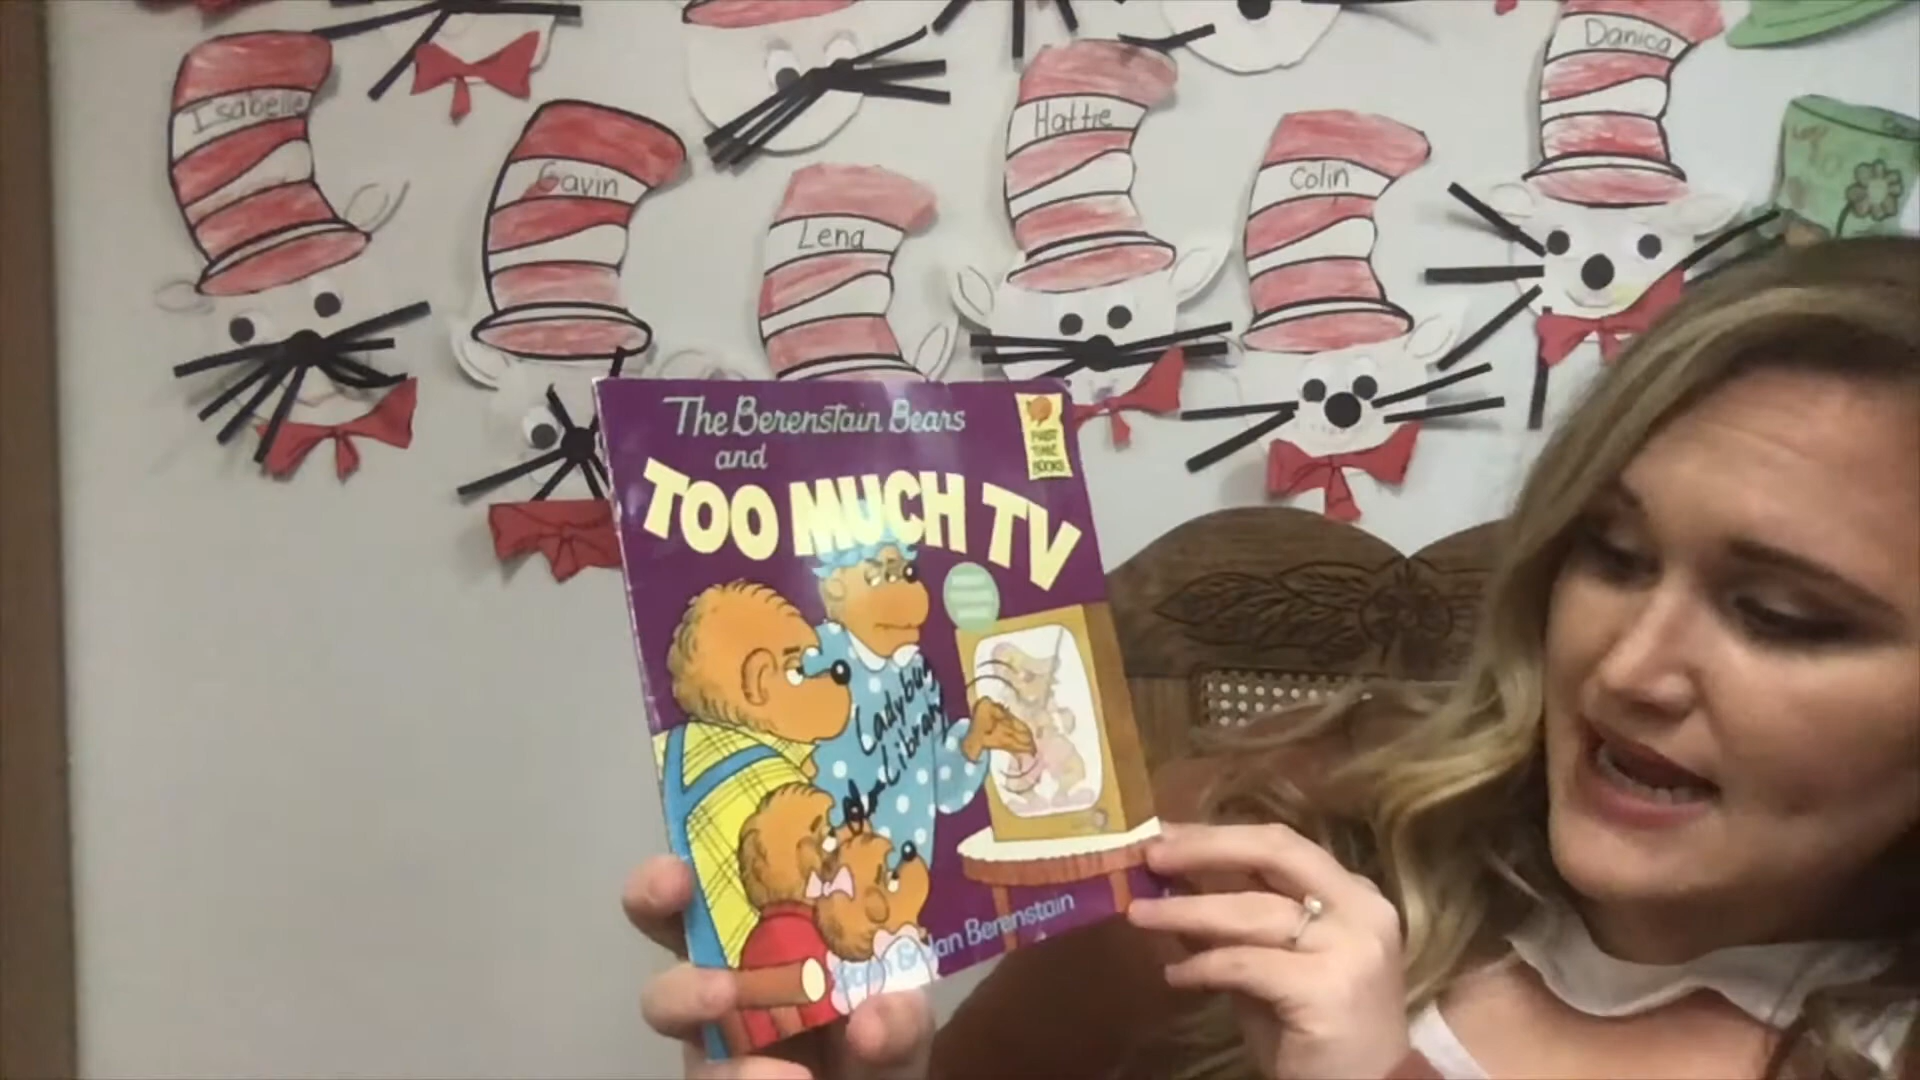 Danica
Isabelle
Hattie
Gavin
Colin
Lena
The Berenstain Bears
and
TOO MUCH TV
FIRST
TIME
BOOKS
Ladybug
Library
& Jan Berenstain